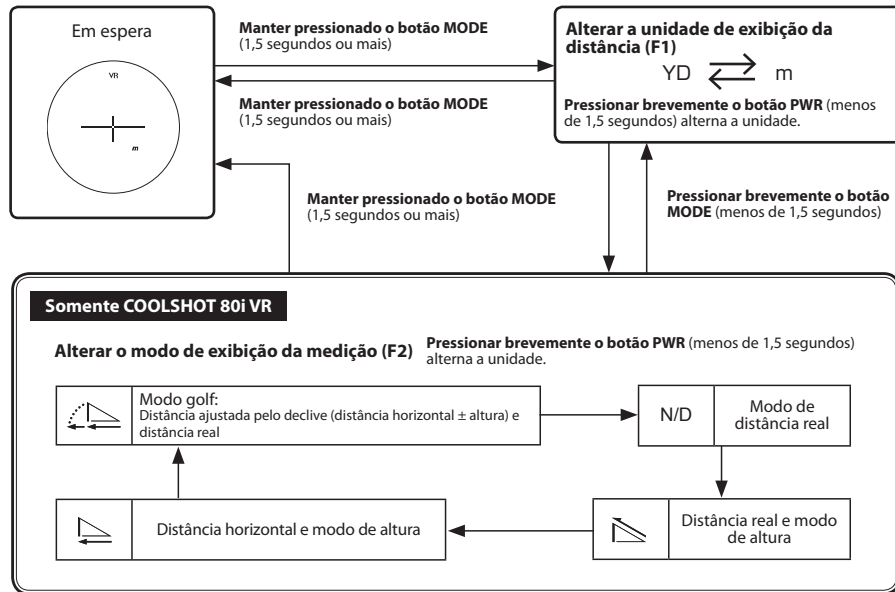 Em espera
VR
m
Manter pressionado o botão MODE
(1,5 segundos ou mais)
Manter pressionado o botão MODE
(1,5 segundos ou mais)
Alterar a unidade de exibição da
distância (F1)
YD m
Pressionar brevemente o botão PWR (menos
de 1,5 segundos) alterna a unidade.
Manter pressionado o botão MODE
(1,5 segundos ou mais)
Pressionar brevemente o botão
MODE (menos de 1,5 segundos)
Somente COOLSHOT 80i VR
Alterar o modo de exibição da medição (F2)
Pressionar brevemente o botão PWR (menos de 1,5 segundos)
alterna a unidade.
Modo golf:
Distância ajustada pelo declive (distância horizontal ± altura) e
distância real
N/D
Modo de
distância real
Distância horizontal e modo de altura
Distância real e modo
de altura